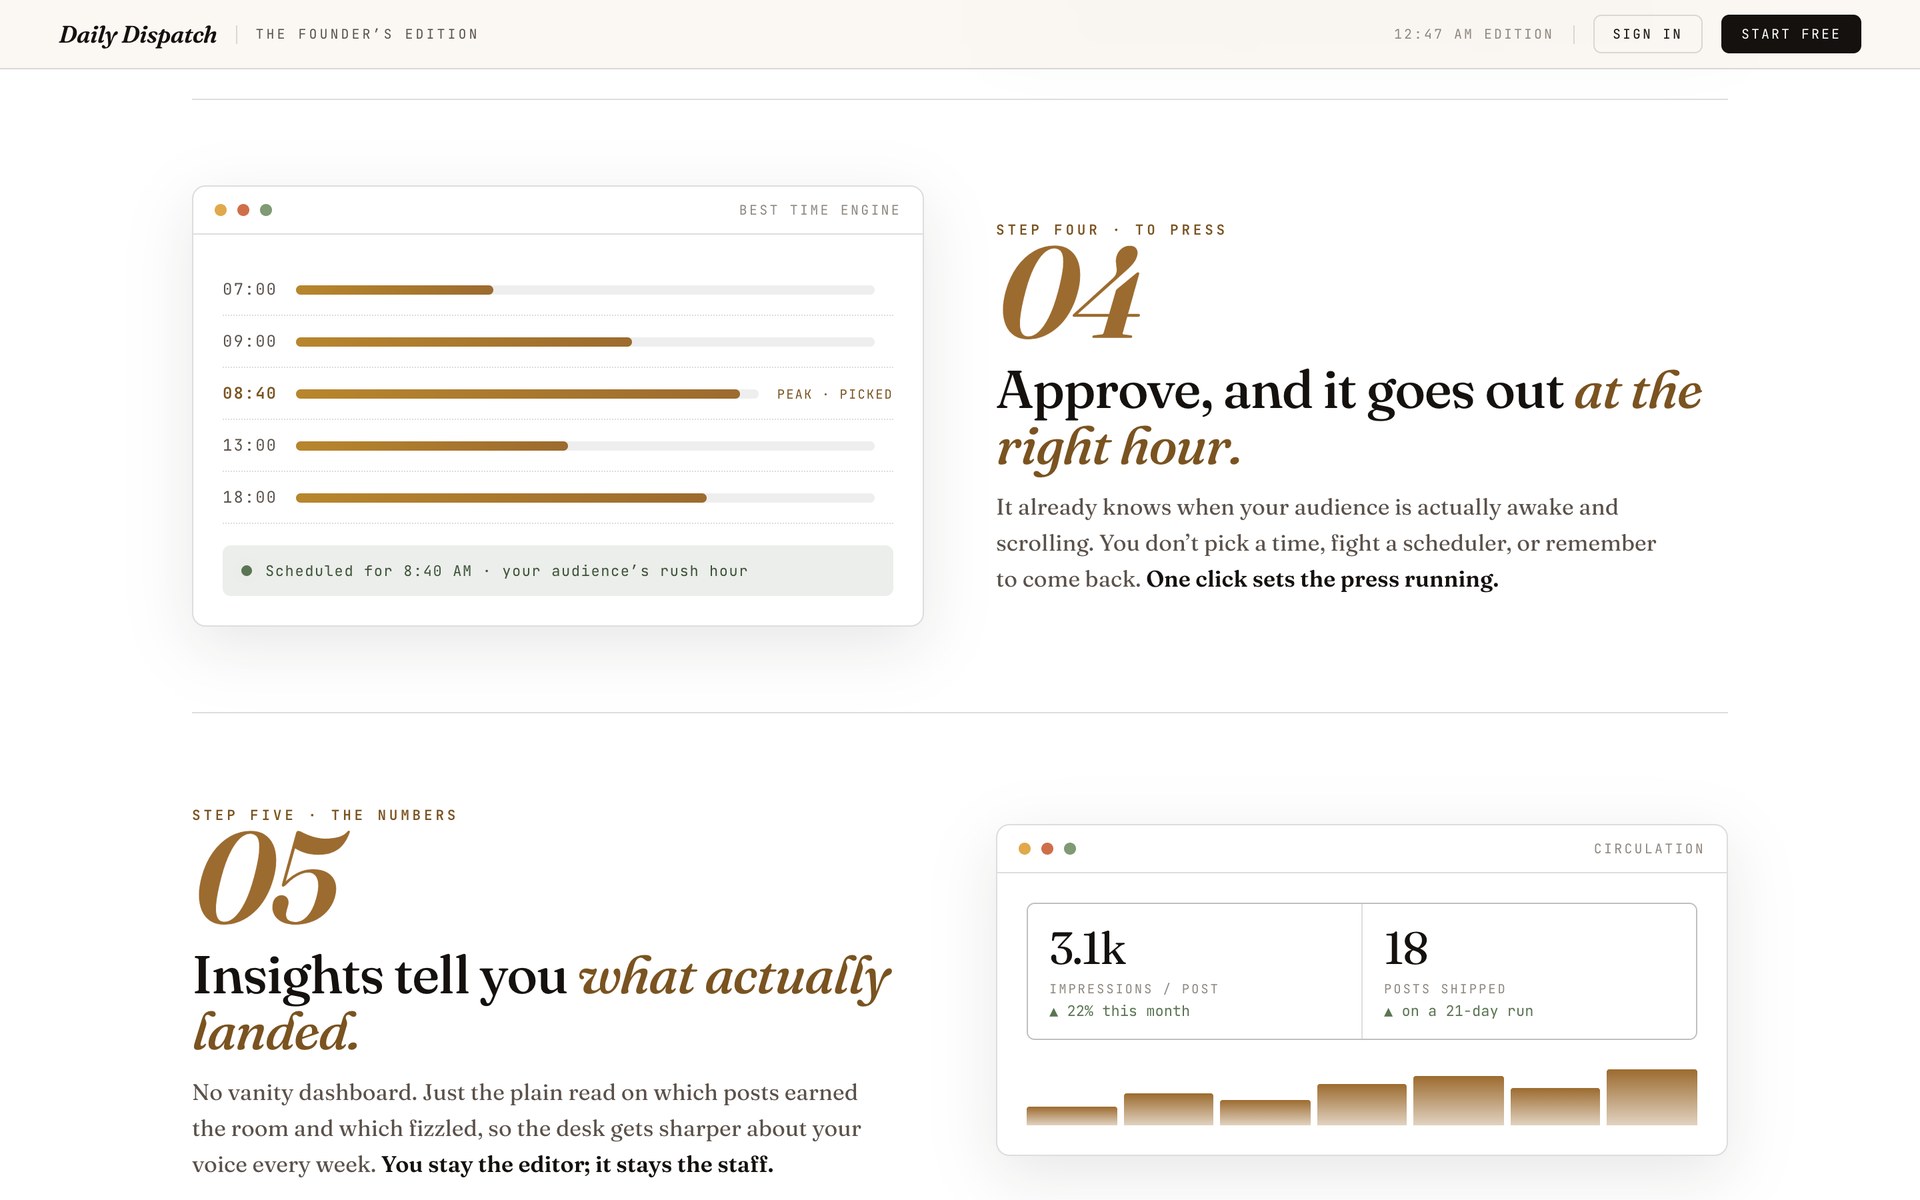 Daily Dispatch
THE FOUNDER’S EDITION
12:47 AM EDITION
SIGN IN
START FREE
BEST TIME ENGINE
07:00
09:00
08:40 PEAK · PICKED
13:00
18:00
Scheduled for 8:40 AM · your audience’s rush hour
STEP FOUR · TO PRESS
04
Approve, and it goes out at the
right hour.
It already knows when your audience is actually awake and
scrolling. You don’t pick a time, fight a scheduler, or remember
to come back. One click sets the press running.
STEP FIVE · THE NUMBERS
05
Insights tell you what actually
landed.
No vanity dashboard. Just the plain read on which posts earned
the room and which fizzled, so the desk gets sharper about your
voice every week. You stay the editor; it stays the staff.
CIRCULATION
3.1k
IMPRESSIONS / POST
▲ 22% this month
18
POSTS SHIPPED
▲ on a 21-day run